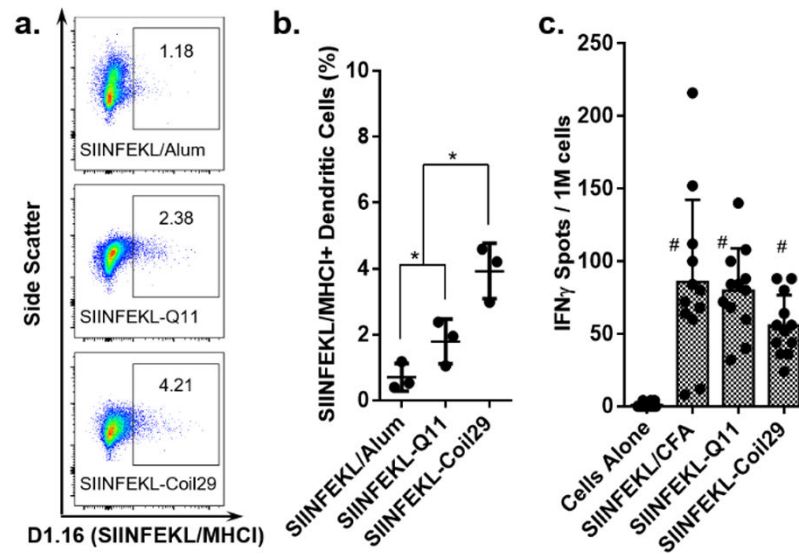 a.
1.18
SIINFEKL/Alum
2.38
SIINFEKL-Q11
4.21
SIINFEKL-Coil29
Side Scatter
D1.16 (SIINFEKL/MHCI)
b.
SIINFEKL/MHCI+ Dendritic Cells (%)
10
8
6
4
2
0
*
*
SIINFEKL/Alum
SIINFEKL-Q11
SIINFEKL-Coil29
c.
IFNγ Spots / 1M cells
250
200
150
100
50
0
#
#
#
Cells Alone
SIINFEKL/CFA
SIINFEKL-Q11
SIINFEKL-Coil29